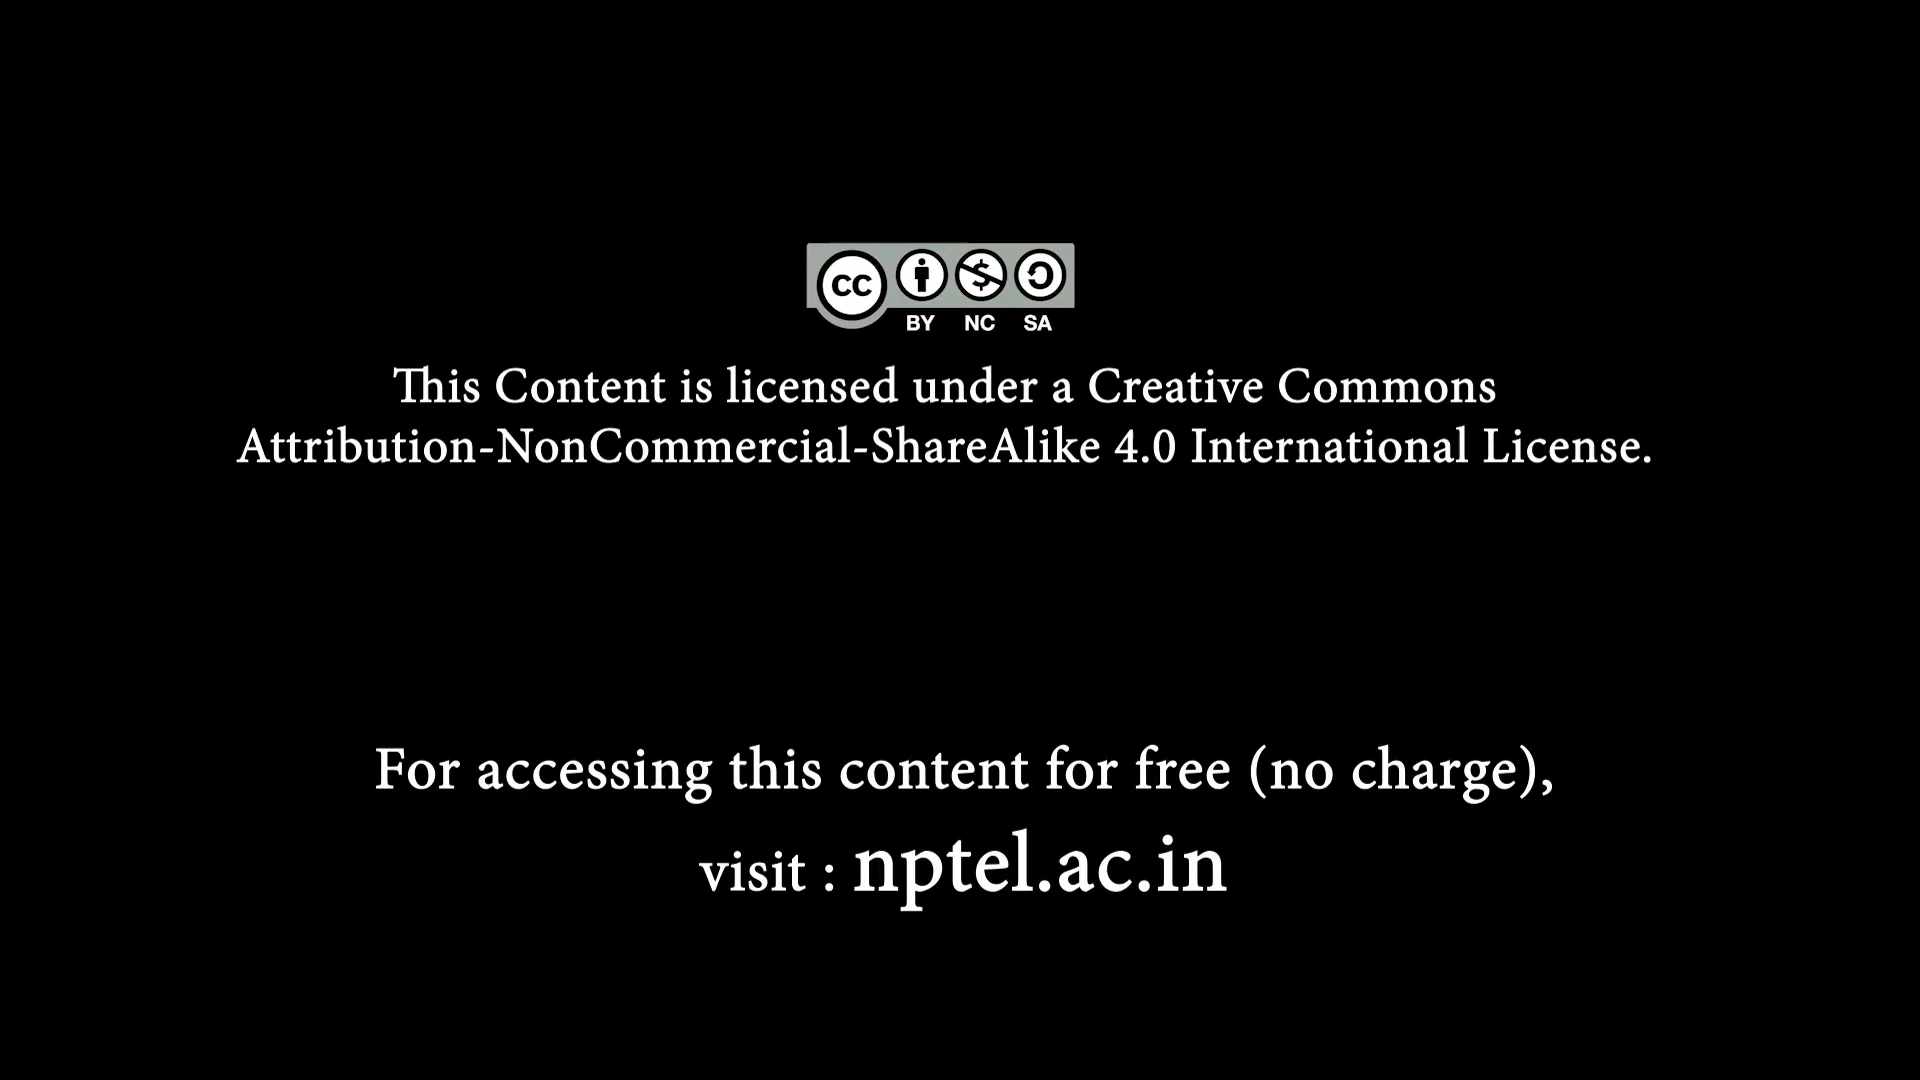 cc
BY NC SA
This Content is licensed under a Creative Commons
Attribution-NonCommercial-ShareAlike 4.0 International License.
For accessing this content for free (no charge),
visit : nptel.ac.in